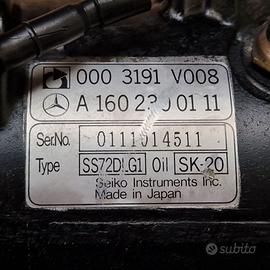 000 3191 V008
A 160 230 01 11
Ser.No. 0111014511
Type SS72DLG1 Oil SK-20
Seiko Instruments Inc.
Made in Japan
subito